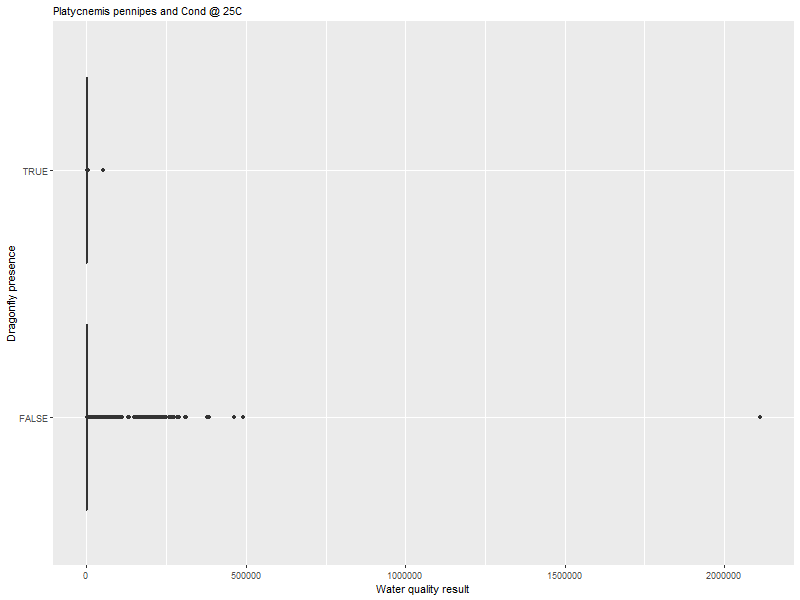 Platycnemis pennipes and Cond @ 25C
TRUE
FALSE
Dragonfly presence
0 500000 1000000 1500000 2000000
Water quality result